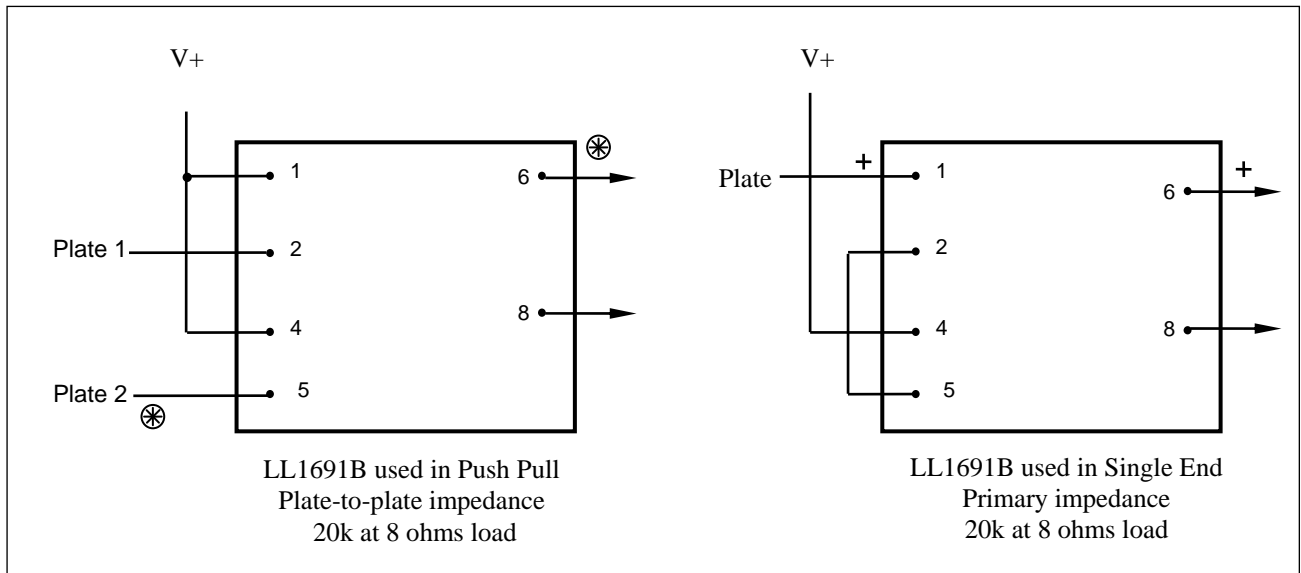 V+
1
6
Plate 1
2
8
4
Plate 2
5
LL1691B used in Push Pull
Plate-to-plate impedance
20k at 8 ohms load
V+
+
+
Plate
1
6
2
4
8
5
LL1691B used in Single End
Primary impedance
20k at 8 ohms load